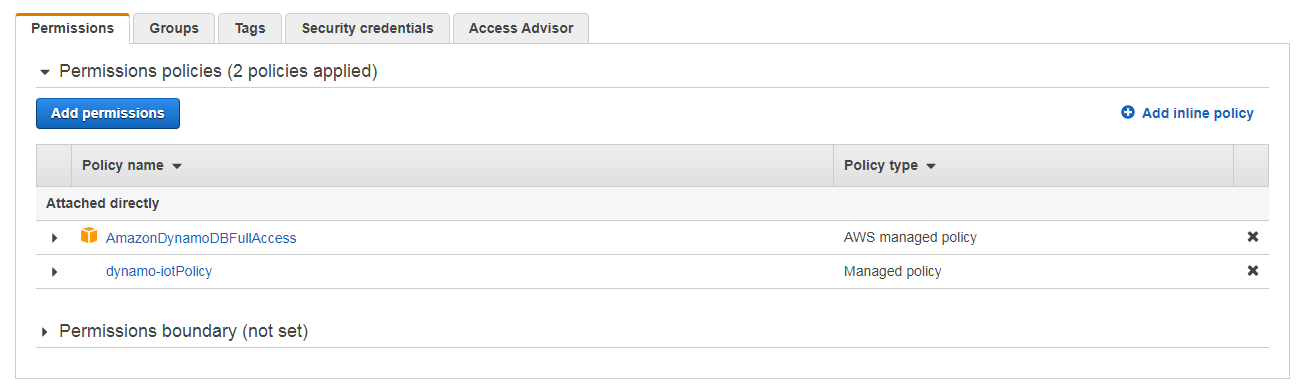 Permissions Groups Tags Security credentials Access Advisor
Permissions policies (2 policies applied)
Add permissions Add inline policy
Policy name Policy type
Attached directly
AmazonDynamoDBFullAccess AWS managed policy
dynamo-iotPolicy Managed policy
Permissions boundary (not set)